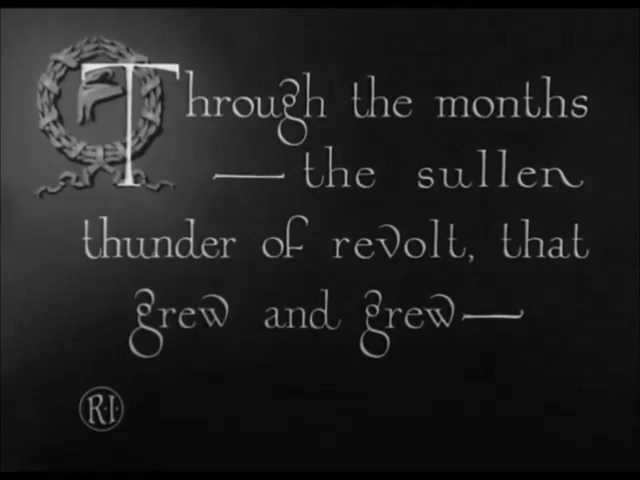 Through the months
— the sullen
thunder of revolt, that
grew and grew—
R.I.